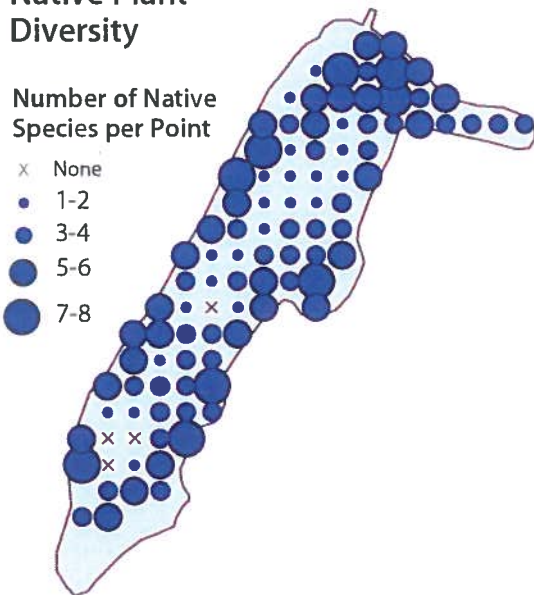 Native Plant
Diversity
Number of Native
Species per Point
× None
1-2
3-4
5-6
7-8